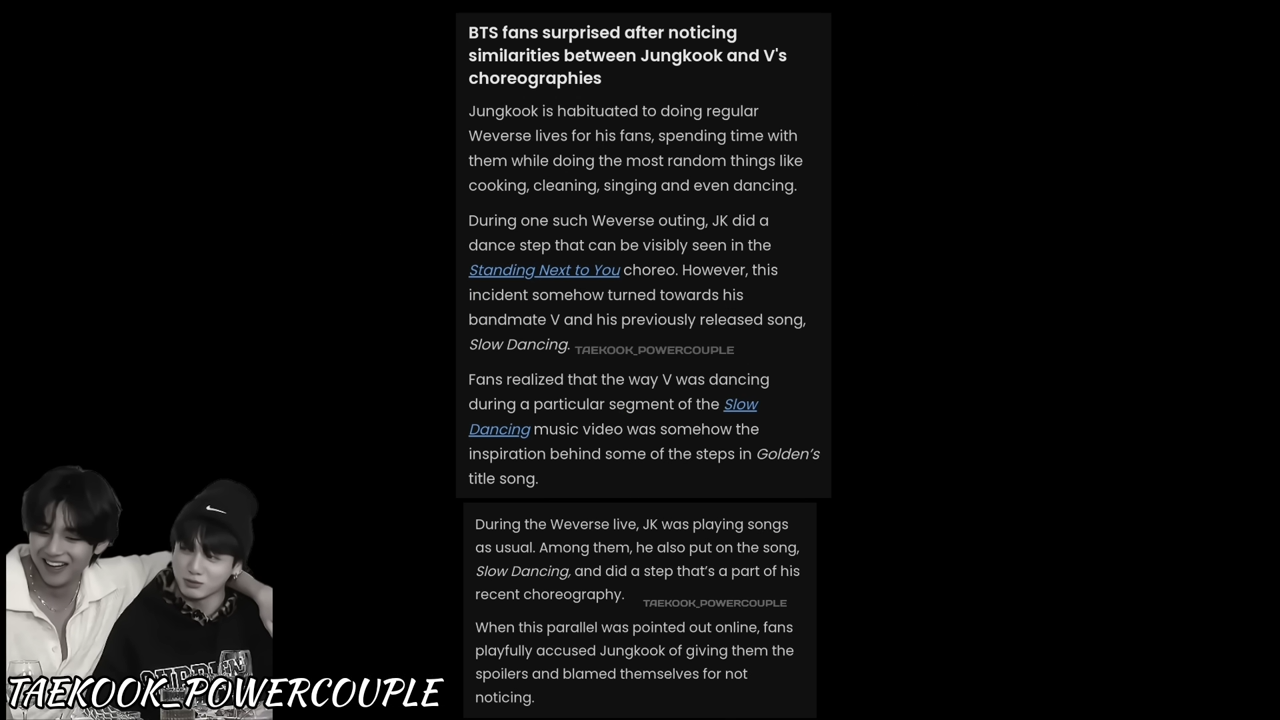 BTS fans surprised after noticing
similarities between Jungkook and V's
choreographies
Jungkook is habituated to doing regular
Weverse lives for his fans, spending time with
them while doing the most random things like
cooking, cleaning, singing and even dancing.
During one such Weverse outing, JK did a
dance step that can be visibly seen in the
Standing Next to You choreo. However, this
incident somehow turned towards his
bandmate V and his previously released song,
Slow Dancing.
TAEKOOK_POWERCOUPLE
Fans realized that the way V was dancing
during a particular segment of the Slow
Dancing music video was somehow the
inspiration behind some of the steps in Golden’s
title song.
During the Weverse live, JK was playing songs
as usual. Among them, he also put on the song,
Slow Dancing, and did a step that’s a part of his
recent choreography.
TAEKOOK_POWERCOUPLE
When this parallel was pointed out online, fans
playfully accused Jungkook of giving them the
spoilers and blamed themselves for not
noticing.
TAEKOOK_POWERCOUPLE